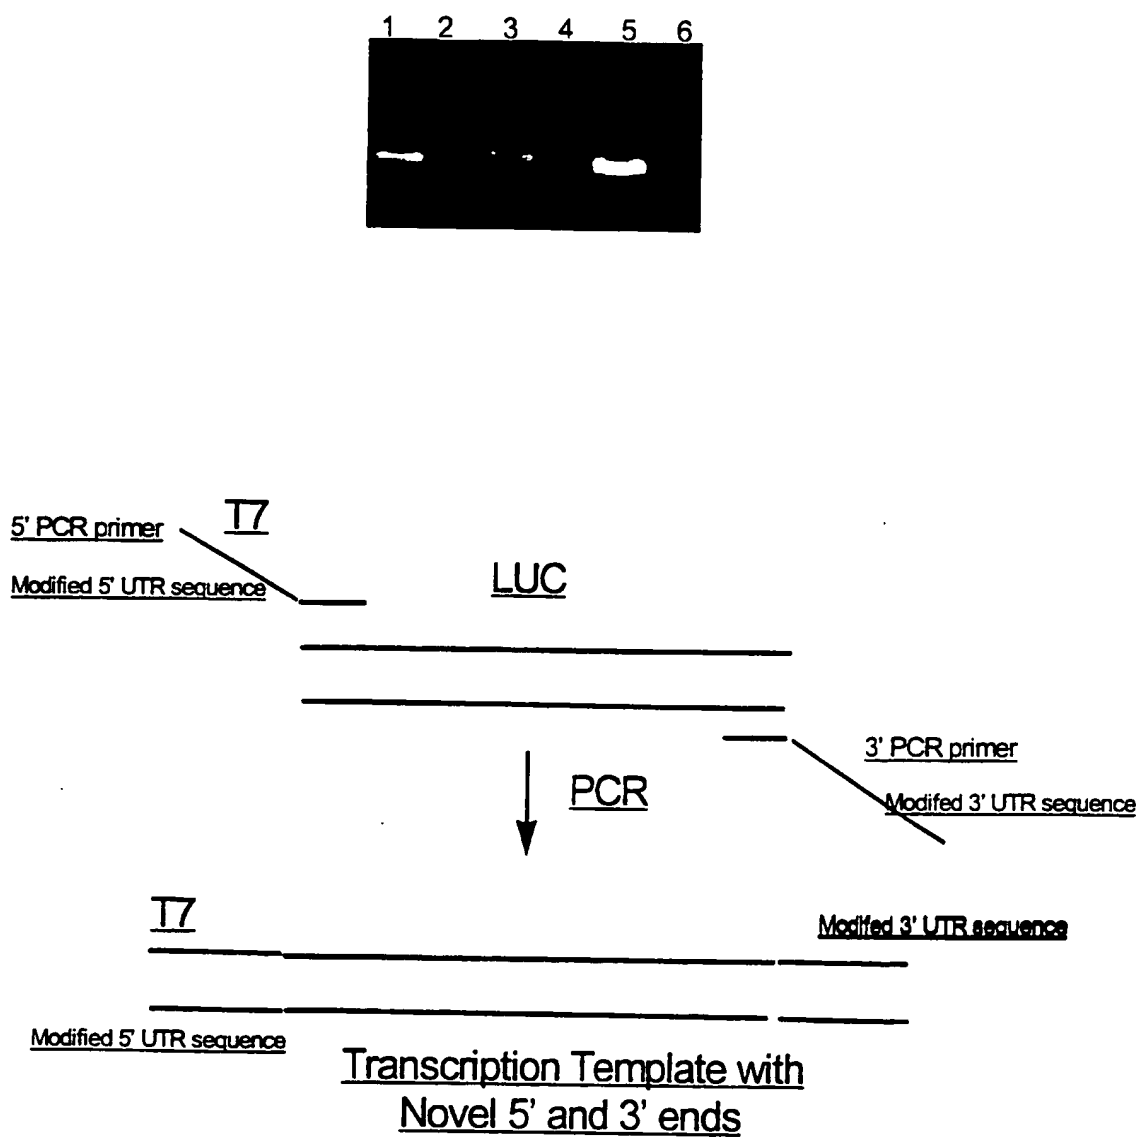 1 2 3 4 5 6
T7
5' PCR primer
Modified 5' UTR sequence
LUC
3' PCR primer
Modifed 3' UTR sequence
PCR
T7
Modifed 3' UTR sequence
Modified 5' UTR sequence
Transcription Template with
Novel 5' and 3' ends